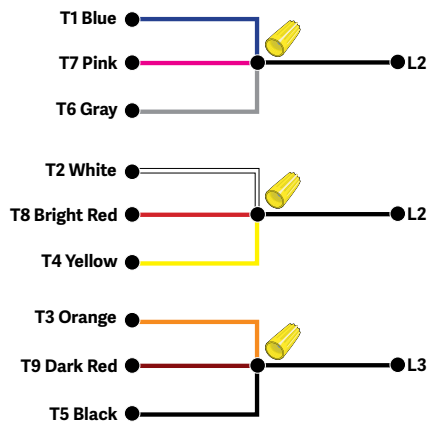 T1 Blue
T7 Pink
L2
T6 Gray
T2 White
T8 Bright Red
L2
T4 Yellow
T3 Orange
T9 Dark Red
L3
T5 Black